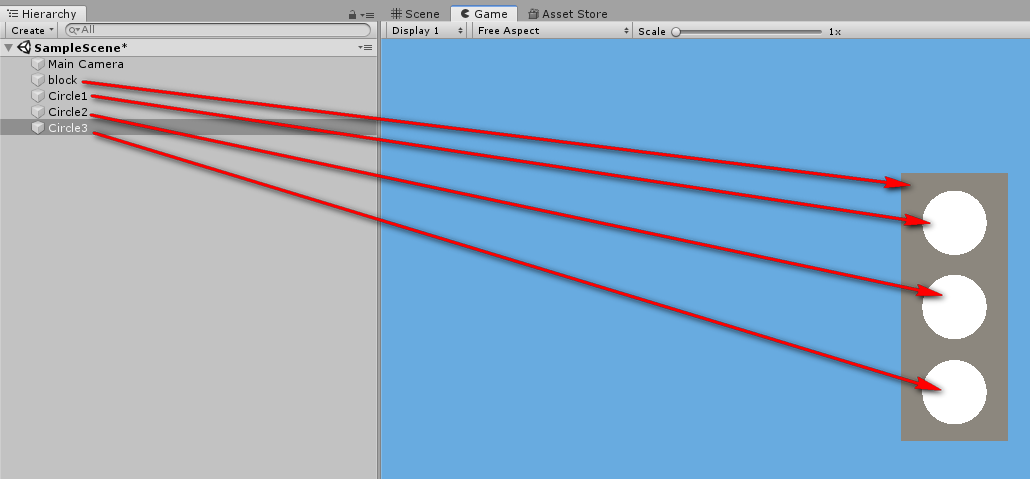 Hierarchy
Create
All
SampleScene*
Main Camera
block
Circle1
Circle2
Circle3
Scene
Game
Asset Store
Display 1
Free Aspect
Scale
1x